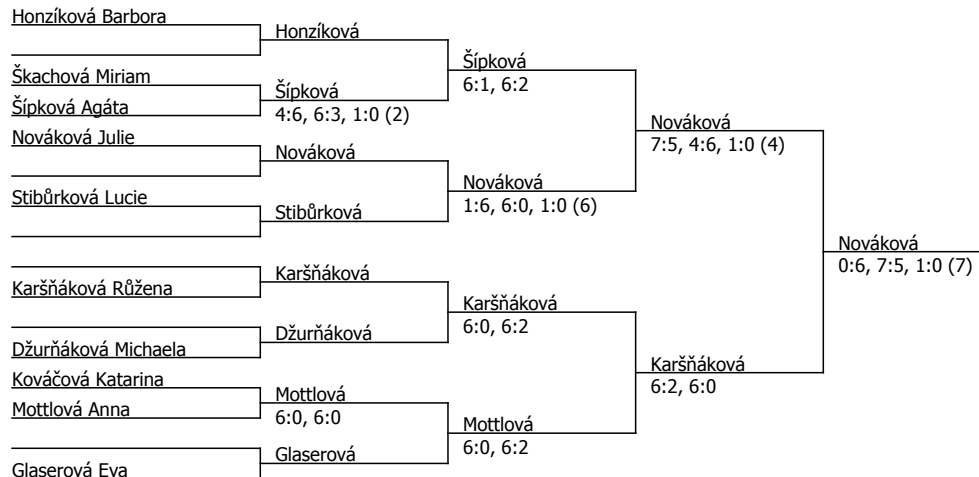 Honzíková Barbora
Škachová Miriam
Šípková Agáta
Nováková Julie
Stibůrková Lucie
Karšňáková Růžena
Džurňáková Michaela
Kováčová Katarina
Mottlová Anna
Glaserová Eva
Honzíková
Šípková
4:6, 6:3, 1:0 (2)
Nováková
Stibůrková
Karšňáková
Džurňáková
Mottlová
6:0, 6:0
Glaserová
Šípková
6:1, 6:2
Nováková
1:6, 6:0, 1:0 (6)
Karšňáková
6:0, 6:2
Mottlová
6:0, 6:2
Nováková
7:5, 4:6, 1:0 (4)
Karšňáková
6:2, 6:0
Nováková
0:6, 7:5, 1:0 (7)